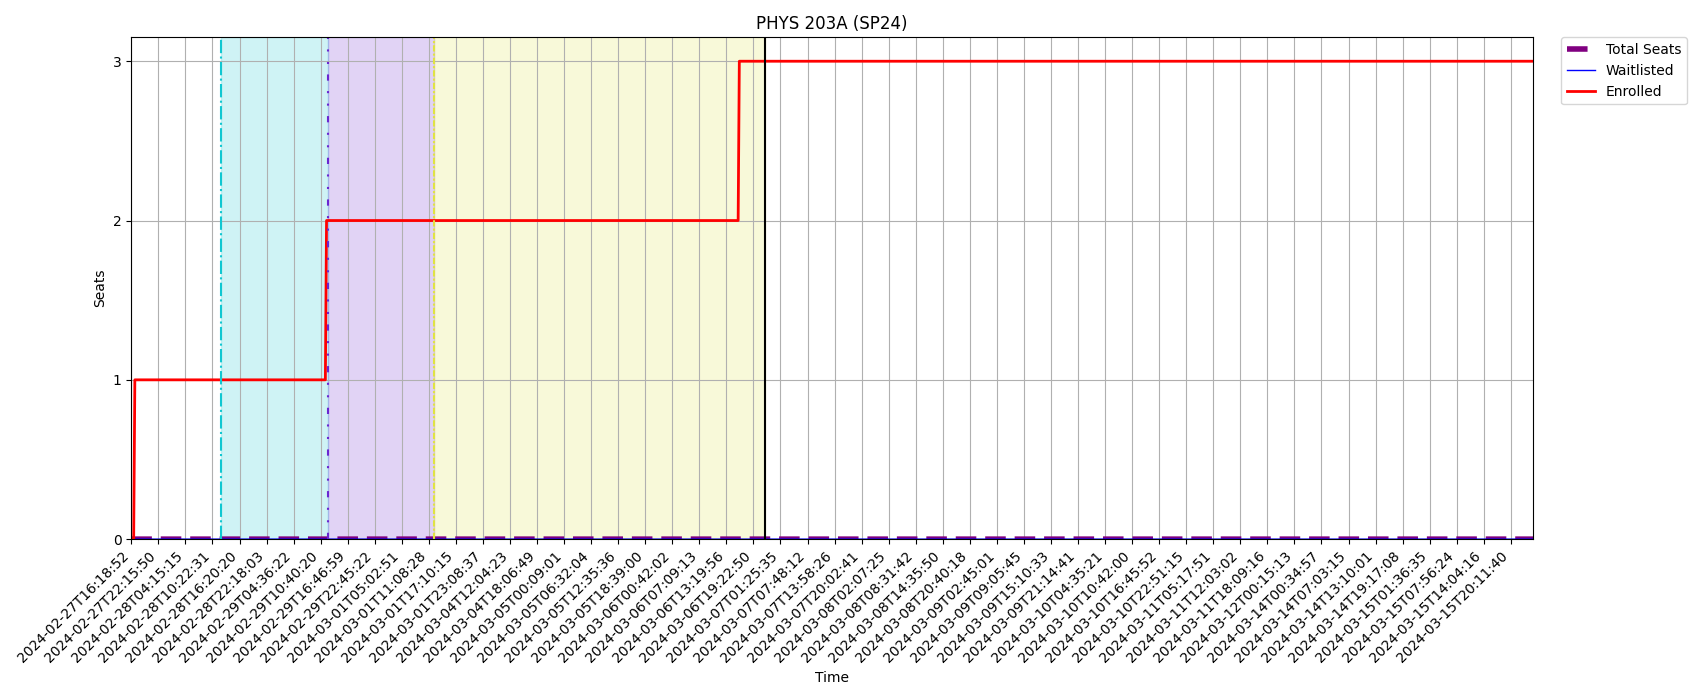 PHYS 203A (SP24)
Total Seats
Waitlisted
Enrolled
3
2
1
0
Seats
2024-02-27T16:18:52
2024-02-27T22:15:50
2024-02-28T04:15:15
2024-02-28T10:22:31
2024-02-28T16:20:20
2024-02-28T22:18:03
2024-02-29T04:36:22
2024-02-29T10:40:20
2024-02-29T16:46:59
2024-02-29T22:45:22
2024-03-01T05:02:51
2024-03-01T11:08:28
2024-03-01T17:10:15
2024-03-01T23:08:37
2024-03-04T12:04:23
2024-03-04T18:06:49
2024-03-05T00:09:01
2024-03-05T06:32:04
2024-03-05T12:35:36
2024-03-05T18:39:00
2024-03-06T00:42:02
2024-03-06T07:09:13
2024-03-06T13:19:56
2024-03-06T19:22:50
2024-03-07T01:25:35
2024-03-07T07:48:12
2024-03-07T13:58:26
2024-03-07T20:02:41
2024-03-08T02:07:25
2024-03-08T08:31:42
2024-03-08T14:35:50
2024-03-08T20:40:18
2024-03-09T02:45:01
2024-03-09T09:05:45
2024-03-09T15:10:33
2024-03-09T21:14:41
2024-03-10T04:35:21
2024-03-10T10:42:00
2024-03-10T16:45:52
2024-03-10T22:51:15
2024-03-11T05:17:51
2024-03-11T12:03:02
2024-03-11T18:09:16
2024-03-12T00:15:13
2024-03-14T00:34:57
2024-03-14T07:03:15
2024-03-14T13:10:01
2024-03-14T19:17:08
2024-03-15T01:36:35
2024-03-15T07:56:24
2024-03-15T14:04:16
2024-03-15T20:11:40
Time